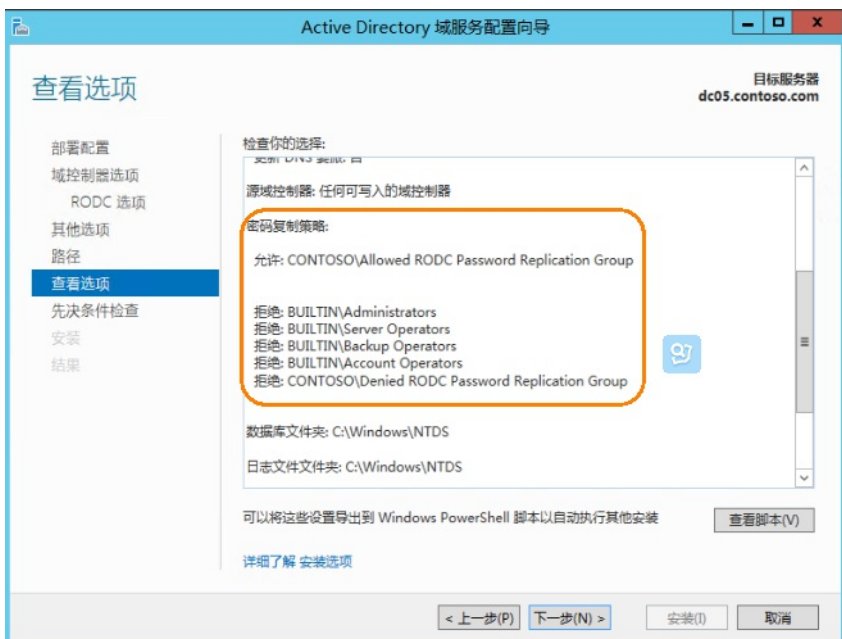 Active Directory 域服务配置向导
查看选项
目标服务器
dc05.contoso.com
部署配置
域控制器选项
RODC 选项
其他选项
路径
查看选项
先决条件检查
安装
结果
检查你的选择:
源域控制器: 任何可写入的域控制器
密码复制策略:
允许: CONTOSO\Allowed RODC Password Replication Group
拒绝: BUILTIN\Administrators
拒绝: BUILTIN\Server Operators
拒绝: BUILTIN\Backup Operators
拒绝: BUILTIN\Account Operators
拒绝: CONTOSO\Denied RODC Password Replication Group
数据库文件夹: C:\Windows\NTDS
日志文件文件夹: C:\Windows\NTDS
可以将这些设置导出到 Windows PowerShell 脚本以自动执行其他安装
查看脚本(V)
详细了解 安装选项
< 上一步(P)
下一步(N) >
安装(I)
取消